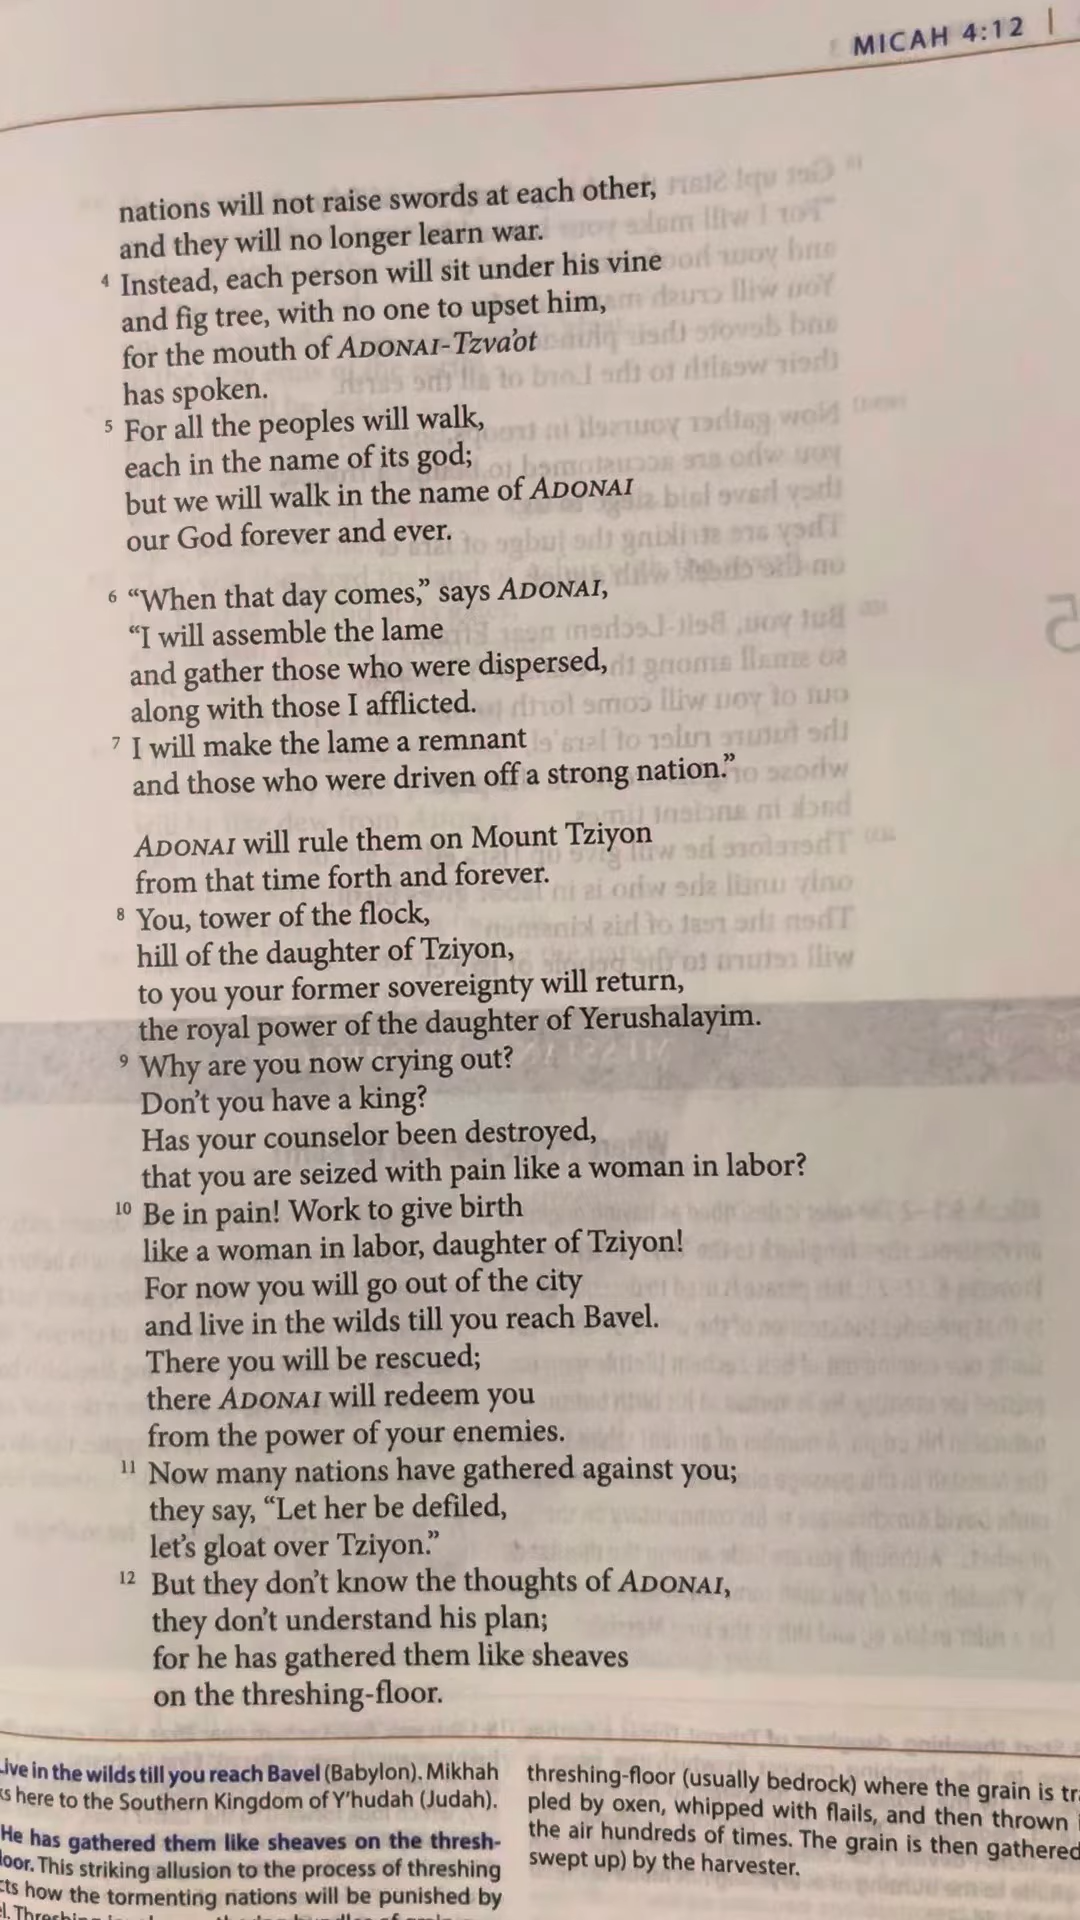 MICAH 4:12
nations will not raise swords at each other,
and they will no longer learn war.
4 Instead, each person will sit under his vine
and fig tree, with no one to upset him,
for the mouth of ADONAI-Tzva'ot
has spoken.
5 For all the peoples will walk,
each in the name of its god;
but we will walk in the name of ADONAI
our God forever and ever.
6 “When that day comes,” says ADONAI,
“I will assemble the lame
and gather those who were dispersed,
along with those I afflicted.
7 I will make the lame a remnant
and those who were driven off a strong nation.”
ADONAI will rule them on Mount Tziyon
from that time forth and forever.
8 You, tower of the flock,
hill of the daughter of Tziyon,
to you your former sovereignty will return,
the royal power of the daughter of Yerushalayim.
9 Why are you now crying out?
Don’t you have a king?
Has your counselor been destroyed,
that you are seized with pain like a woman in labor?
10 Be in pain! Work to give birth
like a woman in labor, daughter of Tziyon!
For now you will go out of the city
and live in the wilds till you reach Bavel.
There you will be rescued;
there ADONAI will redeem you
from the power of your enemies.
11 Now many nations have gathered against you;
they say, “Let her be defiled,
let’s gloat over Tziyon.”
12 But they don’t know the thoughts of ADONAI,
they don’t understand his plan;
for he has gathered them like sheaves
on the threshing-floor.
Live in the wilds till you reach Bavel (Babylon). Mikhah
here to the Southern Kingdom of Y’hudah (Judah).
He has gathered them like sheaves on the thresh-
loor. This striking allusion to the process of threshing
cts how the tormenting nations will be punished by
threshing-floor (usually bedrock) where the grain is tra
pled by oxen, whipped with flails, and then thrown i
the air hundreds of times. The grain is then gathered
swept up) by the harvester.